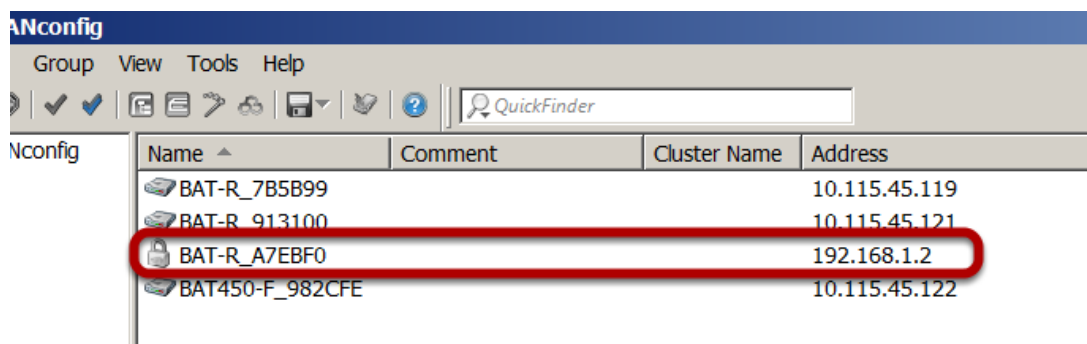 ANconfig
Group View Tools Help
QuickFinder
Nconfig Name Comment Cluster Name Address
BAT-R_7B5B99 10.115.45.119
BAT-R_913100 10.115.45.121
BAT-R_A7EBF0 192.168.1.2
BAT450-F_982CFE 10.115.45.122